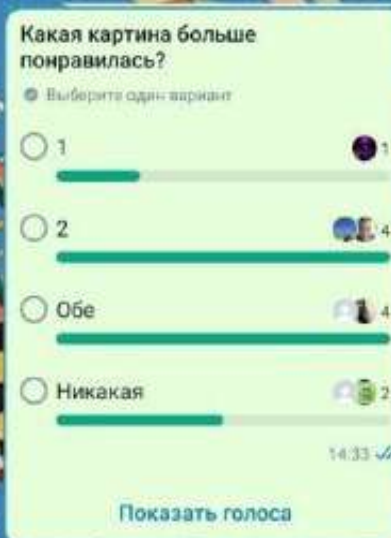 Какая картина больше
понравилась?
Выберите один вариант
1
1
2
4
Обе
4
Никакая
2
14:33
Показать голоса